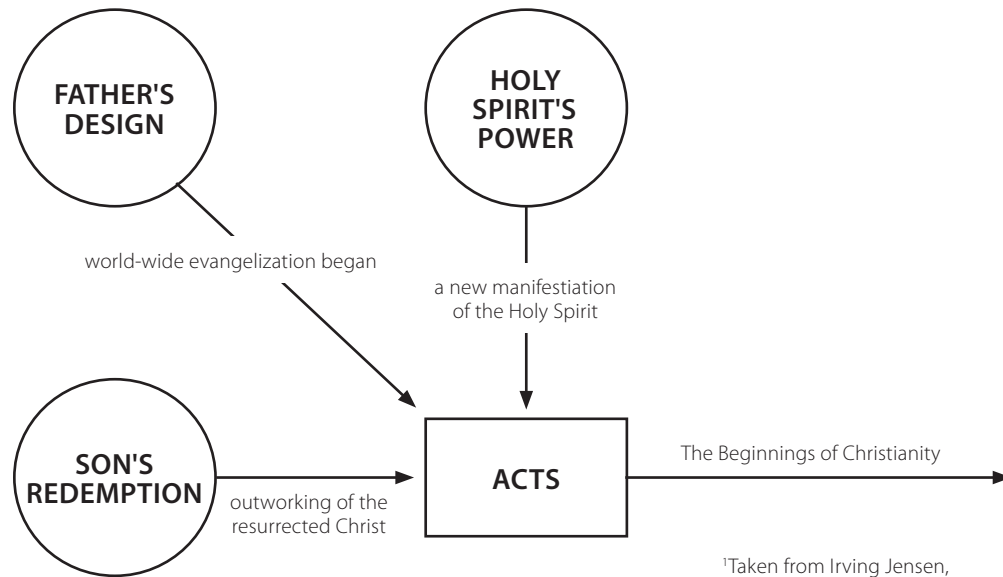 FATHER'S
DESIGN
HOLY
SPIRIT'S
POWER
world-wide evangelization began
a new manifestiation
of the Holy Spirit
SON'S
REDEMPTION
outworking of the
resurrected Christ
ACTS
The Beginnings of Christianity
¹Taken from Irving Jensen,